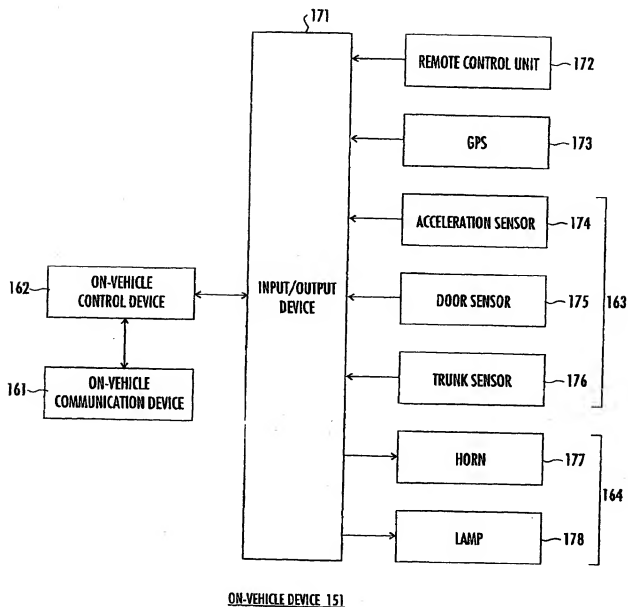 171
REMOTE CONTROL UNIT
172
GPS
173
ACCELERATION SENSOR
174
162
ON-VEHICLE
CONTROL DEVICE
INPUT/OUTPUT
DEVICE
DOOR SENSOR
175
163
161
ON-VEHICLE
COMMUNICATION DEVICE
TRUNK SENSOR
176
HORN
177
164
LAMP
178
ON-VEHICLE DEVICE 151